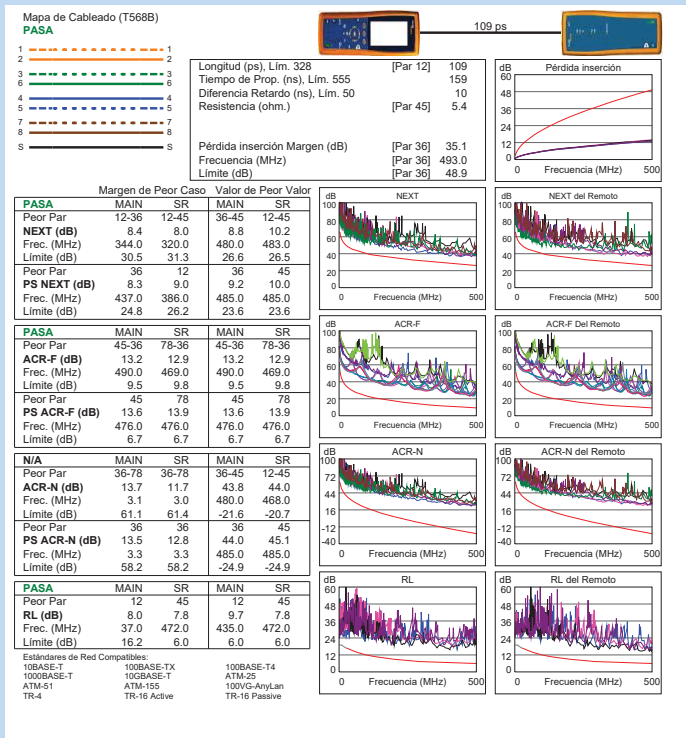 Mapa de Cableado (T568B)
PASA
1 1
2 2
3 3
6 6
4 4
5 5
7 7
8 8
S S
109 ps
Longitud (ps), Lím. 328 [Par 12] 109
Tiempo de Prop. (ns), Lím. 555 159
Diferencia Retardo (ns), Lím. 50 10
Resistencia (ohm.) [Par 45] 5.4
Pérdida inserción Margen (dB) [Par 36] 35.1
Frecuencia (MHz) [Par 36] 493.0
Límite (dB) [Par 36] 48.9
dB Pérdida inserción
60
48
36
24
12
0
0 Frecuencia (MHz) 500
Margen de Peor Caso Valor de Peor Valor
PASA MAIN SR MAIN SR
Peor Par 12-36 12-45 36-45 12-45
NEXT (dB) 8.4 8.0 8.8 10.2
Frec. (MHz) 344.0 320.0 480.0 483.0
Límite (dB) 30.5 31.3 26.6 26.5
Peor Par 36 12 36 45
PS NEXT (dB) 8.3 9.0 9.2 10.0
Frec. (MHz) 437.0 386.0 485.0 485.0
Límite (dB) 24.8 26.2 23.6 23.6
PASA MAIN SR MAIN SR
Peor Par 45-36 78-36 45-36 78-36
ACR-F (dB) 13.2 12.9 13.2 12.9
Frec. (MHz) 490.0 469.0 490.0 469.0
Límite (dB) 9.5 9.8 9.5 9.8
Peor Par 45 78 45 78
PS ACR-F (dB) 13.6 13.9 13.6 13.9
Frec. (MHz) 476.0 476.0 476.0 476.0
Límite (dB) 6.7 6.7 6.7 6.7
N/A MAIN SR MAIN SR
Peor Par 36-78 36-78 36-45 12-45
ACR-N (dB) 13.7 11.7 43.8 44.0
Frec. (MHz) 3.1 3.0 480.0 468.0
Límite (dB) 61.1 61.4 -21.6 -20.7
Peor Par 36 36 36 45
PS ACR-N (dB) 13.5 12.8 44.0 45.1
Frec. (MHz) 3.3 3.3 485.0 485.0
Límite (dB) 58.2 58.2 -24.9 -24.9
PASA MAIN SR MAIN SR
Peor Par 12 45 12 45
RL (dB) 8.0 7.8 9.7 7.8
Frec. (MHz) 37.0 472.0 435.0 472.0
Límite (dB) 16.2 6.0 6.0 6.0
Estándares de Red Compatibles:
10BASE-T 100BASE-TX 100BASE-T4
1000BASE-T 10GBASE-T ATM-25
ATM-51 ATM-155 100VG-AnyLan
TR-4 TR-16 Active TR-16 Passive
dB NEXT
100
80
60
40
20
0
0 Frecuencia (MHz) 500
dB NEXT del Remoto
100
80
60
40
20
0
0 Frecuencia (MHz) 500
dB ACR-F
100
80
60
40
20
0
0 Frecuencia (MHz) 500
dB ACR-F Del Remoto
100
80
60
40
20
0
0 Frecuencia (MHz) 500
dB ACR-N
100
72
44
16
-12
-40
0 Frecuencia (MHz) 500
dB ACR-N del Remoto
100
72
44
16
-12
-40
0 Frecuencia (MHz) 500
dB RL
60
48
36
24
12
0
0 Frecuencia (MHz) 500
dB RL del Remoto
60
48
36
24
12
0
0 Frecuencia (MHz) 500